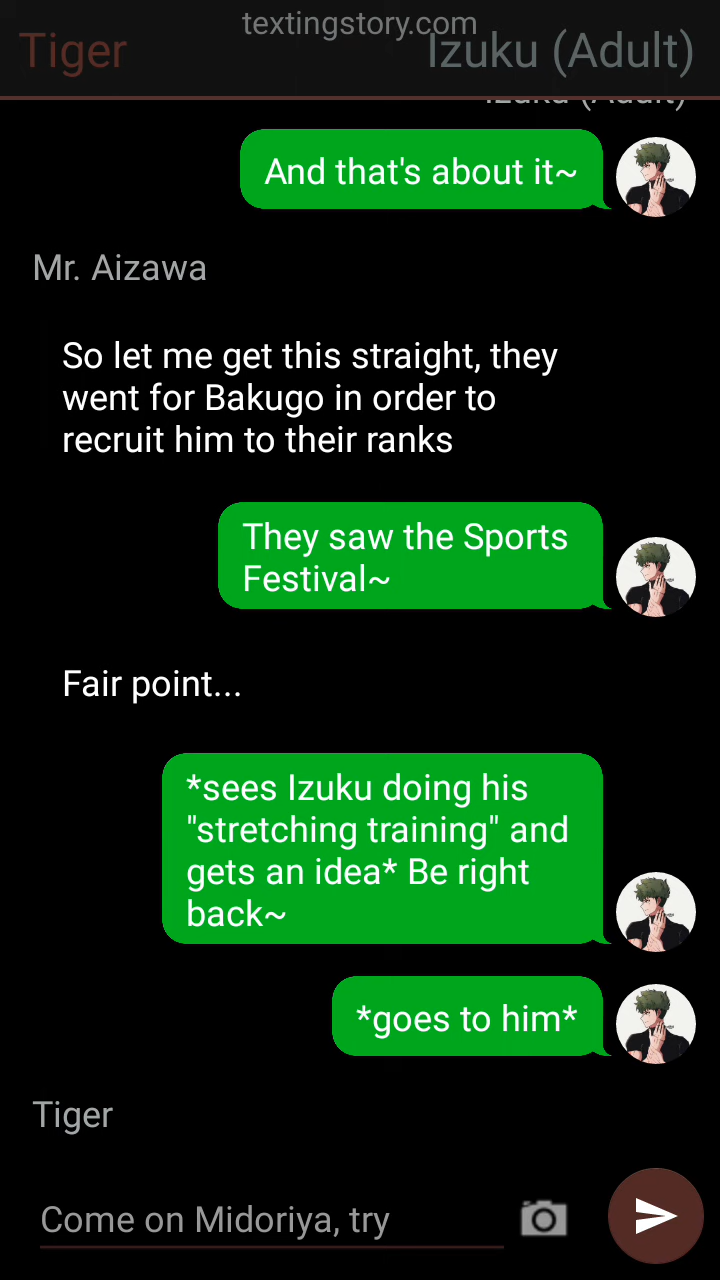 textingstory.com
Tiger
Izuku (Adult)
Izuku (Adult)
And that's about it~
Mr. Aizawa
So let me get this straight, they
went for Bakugo in order to
recruit him to their ranks
They saw the Sports
Festival~
Fair point...
*sees Izuku doing his
"stretching training" and
gets an idea* Be right
back~
*goes to him*
Tiger
Come on Midoriya, try